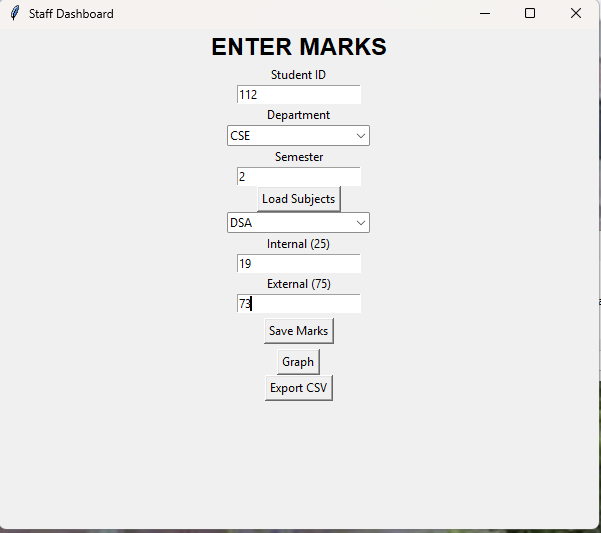 Staff Dashboard
ENTER MARKS
Student ID
112
Department
CSE
Semester
2
Load Subjects
DSA
Internal (25)
19
External (75)
73
Save Marks
Graph
Export CSV